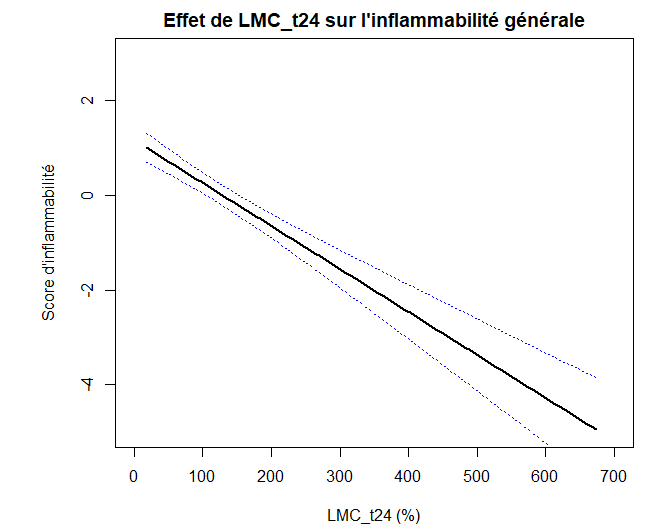 Effet de LMC_t24 sur l'inflammabilité générale
Score d'inflammabilité
2
0
-2
-4
0 100 200 300 400 500 600 700
LMC_t24 (%)